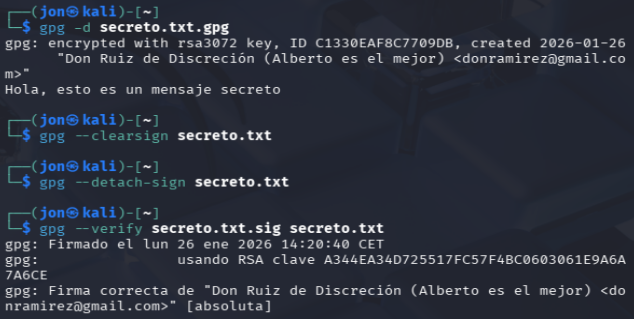 ┌──(jon㉿kali)-[~]
└─$ gpg -d secreto.txt.gpg
gpg: encrypted with rsa3072 key, ID C1330EAF8C7709DB, created 2026-01-26
      "Don Ruiz de Discreción (Alberto es el mejor) <donramirez@gmail.co
m>"
Hola, esto es un mensaje secreto
┌──(jon㉿kali)-[~]
└─$ gpg --clearsign secreto.txt
┌──(jon㉿kali)-[~]
└─$ gpg --detach-sign secreto.txt
┌──(jon㉿kali)-[~]
└─$ gpg --verify secreto.txt.sig secreto.txt
gpg: Firmado el lun 26 ene 2026 14:20:40 CET
gpg:                usando RSA clave A344EA34D725517FC57F4BC0603061E9A6A
7A6CE
gpg: Firma correcta de "Don Ruiz de Discreción (Alberto es el mejor) <do
nramirez@gmail.com>" [absoluta]